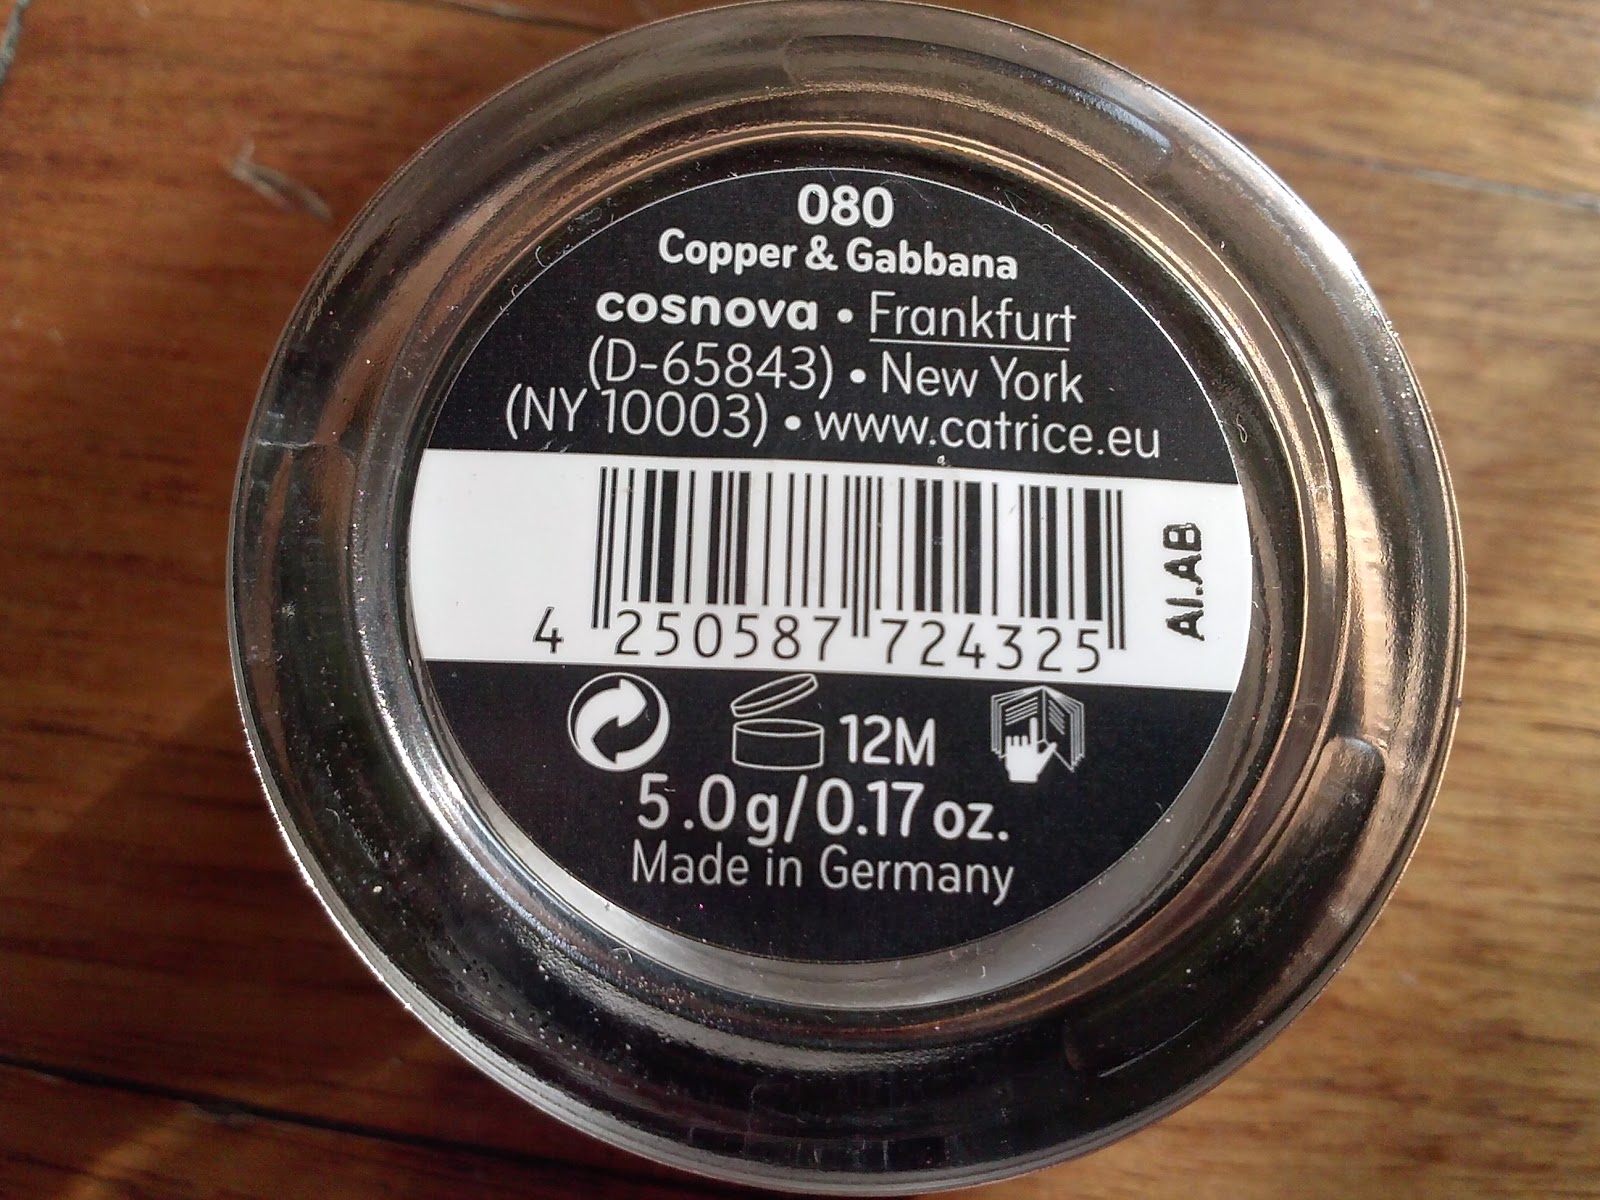 080
Copper & Gabbana
cosnova • Frankfurt
(D-65843) • New York
(NY 10003) • www.catrice.eu
AI.AB
4 250587 724325
12M
5.0g/0.17 oz.
Made in Germany